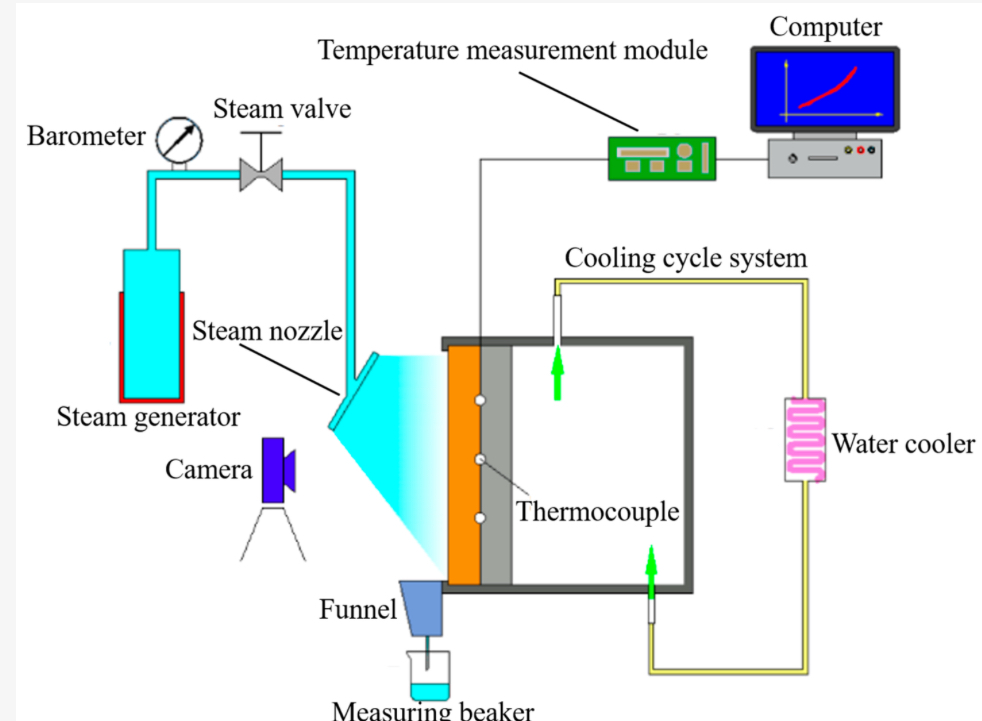 Computer
Temperature measurement module
Steam valve
Barometer
Cooling cycle system
Steam nozzle
Steam generator
Water cooler
Camera
Thermocouple
Funnel
Measuring beaker